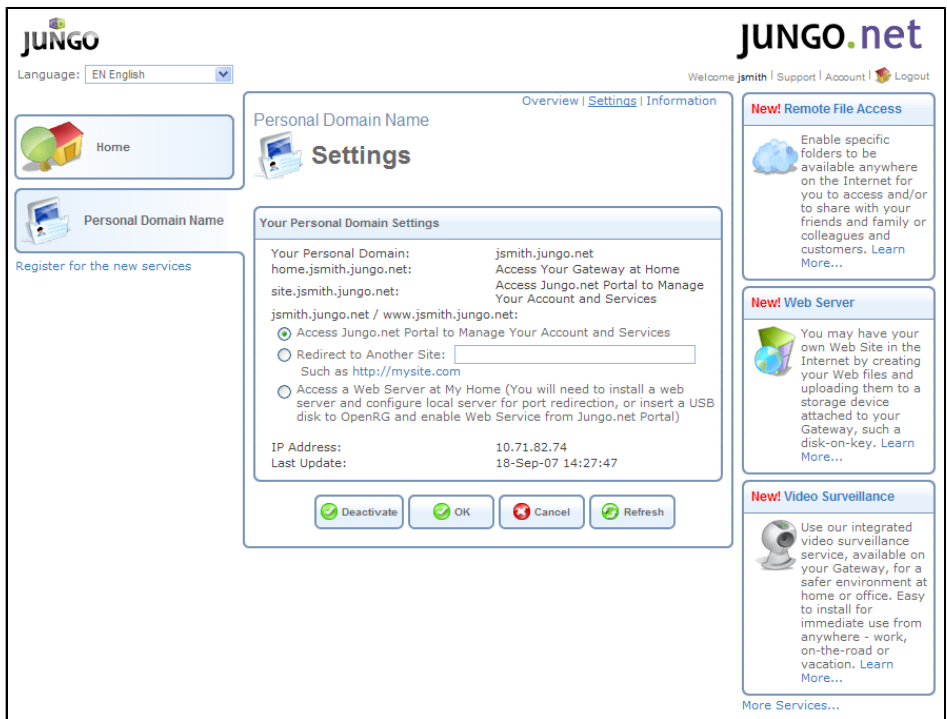 JUNGO
JUNGO.net
Language: EN English
Welcome jsmith | Support | Account | Logout
Home
Personal Domain Name
Register for the new services
Overview | Settings | Information
Personal Domain Name
Settings
Your Personal Domain Settings
Your Personal Domain: jsmith.jungo.net
home.jsmith.jungo.net: Access Your Gateway at Home
site.jsmith.jungo.net: Access Jungo.net Portal to Manage
Your Account and Services
jsmith.jungo.net / www.jsmith.jungo.net:
Access Jungo.net Portal to Manage Your Account and Services
Redirect to Another Site:
Such as http://mysite.com
Access a Web Server at My Home (You will need to install a web
server and configure local server for port redirection, or insert a USB
disk to OpenRG and enable Web Service from Jungo.net Portal)
IP Address: 10.71.82.74
Last Update: 18-Sep-07 14:27:47
Deactivate OK Cancel Refresh
New! Remote File Access
Enable specific
folders to be
available anywhere
on the Internet for
you to access and/or
to share with your
friends and family or
colleagues and
customers. Learn
More...
New! Web Server
You may have your
own Web Site in the
Internet by creating
your Web files and
uploading them to a
storage device
attached to your
Gateway, such a
disk-on-key. Learn
More...
New! Video Surveillance
Use our integrated
video surveillance
service, available on
your Gateway, for a
safer environment at
home or office. Easy
to install for
immediate use from
anywhere - work,
on-the-road or
vacation. Learn
More...
More Services...